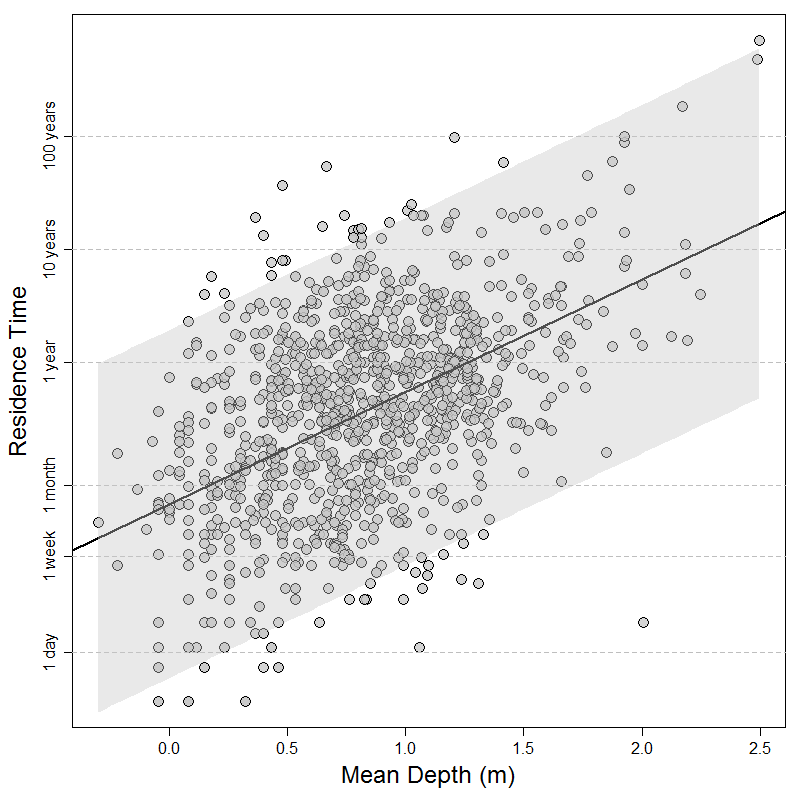 100 years
10 years
1 year
1 month
1 week
1 day
Residence Time
0.0 0.5 1.0 1.5 2.0 2.5
Mean Depth (m)